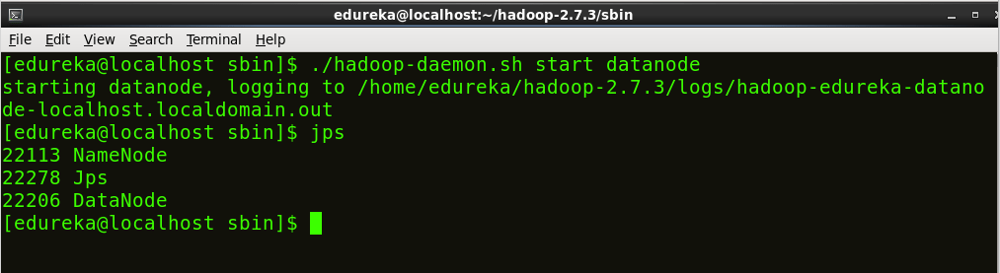 edureka@localhost:~/hadoop-2.7.3/sbin
File Edit View Search Terminal Help
[edureka@localhost sbin]$ ./hadoop-daemon.sh start datanode
starting datanode, logging to /home/edureka/hadoop-2.7.3/logs/hadoop-edureka-datano
de-localhost.localdomain.out
[edureka@localhost sbin]$ jps
22113 NameNode
22278 Jps
22206 DataNode
[edureka@localhost sbin]$